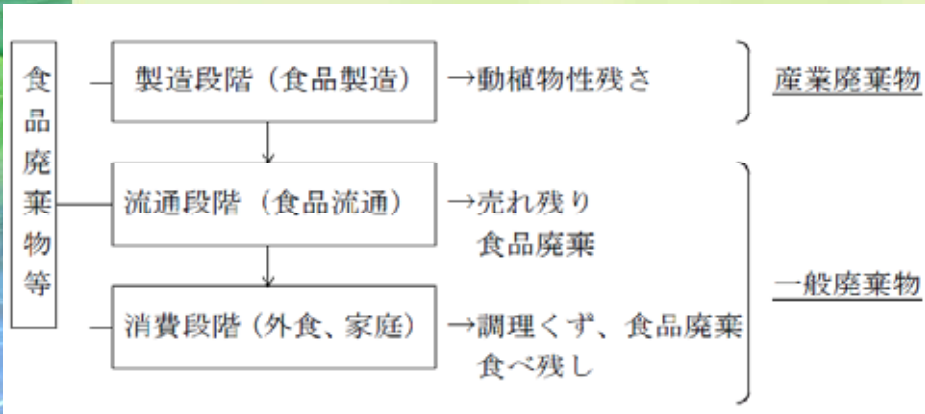 食品廃棄物等
製造段階（食品製造）
→動植物性残さ
産業廃棄物
流通段階（食品流通）
→売れ残り
食品廃棄
一般廃棄物
消費段階（外食、家庭）
→調理くず、食品廃棄
食べ残し